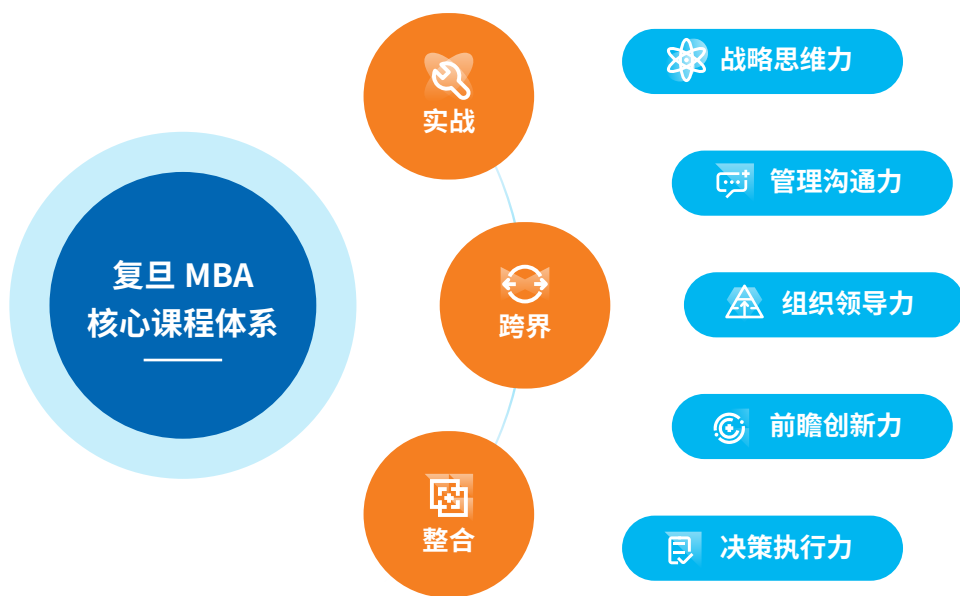 复旦 MBA
核心课程体系
实战
跨界
整合
战略思维力
管理沟通力
组织领导力
前瞻创新力
决策执行力